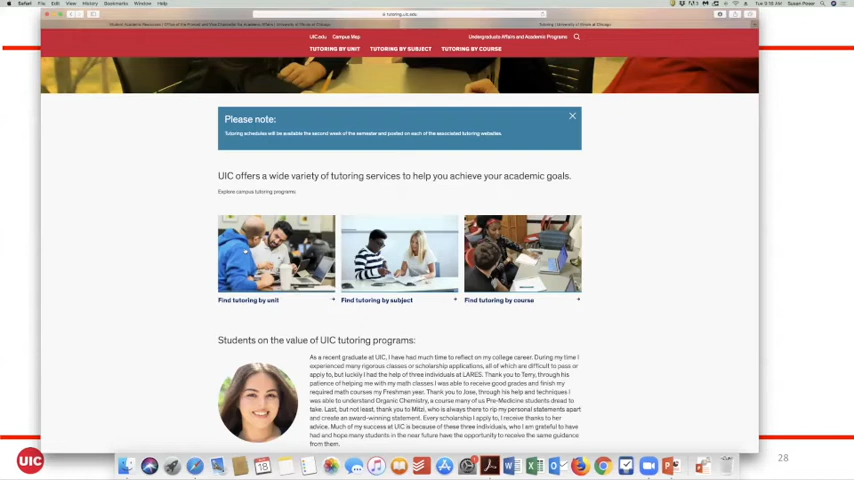 Safari File Edit View History Bookmarks Window Help
Tue 9:18 AM Susan Poser
tutoring.uic.edu
Student Academic Resources | Office of the Provost and Vice Chancellor for Academic Affairs | University of Illinois at Chicago
Tutoring | University of Illinois at Chicago
UIC.edu Campus Map
Undergraduate Affairs and Academic Programs
TUTORING BY UNIT TUTORING BY SUBJECT TUTORING BY COURSE
Please note:
Tutoring schedules will be available the second week of the semester and posted on each of the associated tutoring websites.
UIC offers a wide variety of tutoring services to help you achieve your academic goals.
Explore campus tutoring programs
Find tutoring by unit
Find tutoring by subject
Find tutoring by course
Students on the value of UIC tutoring programs:
As a recent graduate at UIC, I have had much time to reflect on my college career. During my time I
experienced many rigorous classes or scholarship applications, all of which are difficult to pass or
apply to, but luckily I had the help of three individuals at LARES. Thank you to Terry, through his
patience of helping me with my math classes I was able to receive good grades and finish my
required math courses my Freshman year. Thank you to Jose, through the help and techniques I
was able to understand Organic Chemistry, a course many of us Pre-Medicine students dread to
take. Last, but not least, thank you to Mitzi, who is always there to rip my personal statements apart
and create an award-winning statement. Every scholarship I apply to, I receive thanks to her
advice. Much of my success at UIC is because of these three individuals, who I am grateful to have
had and hope many students in the near future have the opportunity to receive the same guidance
from them.
UIC
18
28